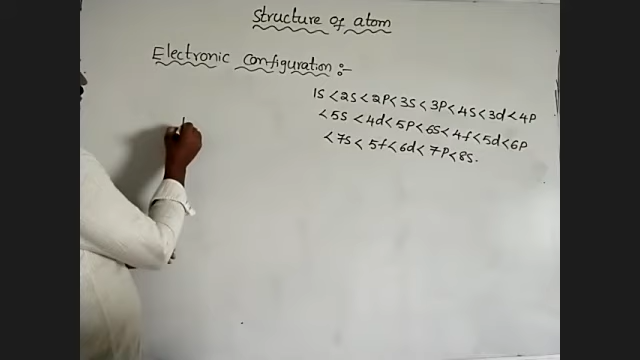 Structure of atom
Electronic configuration :-
1S < 2S < 2P < 3S < 3P < 4S < 3d < 4P
< 5S < 4d < 5P < 6S < 4f < 5d < 6P
< 7S < 5f < 6d < 7P < 8S.